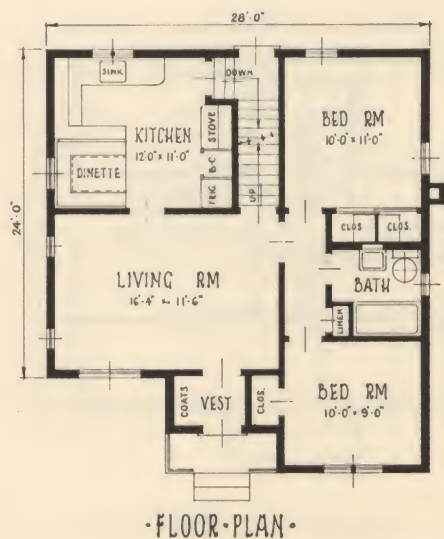 28'-0"
SINK
DOWN
KITCHEN
12'-0" × 11'-0"
STOVE
B·C
FRIG
DINETTE
UP
BED RM
10'-0" × 11'-0"
24'-0"
CLOS.
CLOS.
LIVING RM
16'-4" × 11'-6"
BATH
LINEN
COATS
VEST
CLOS.
BED RM
10'-0" × 9'-0"
·FLOOR·PLAN·